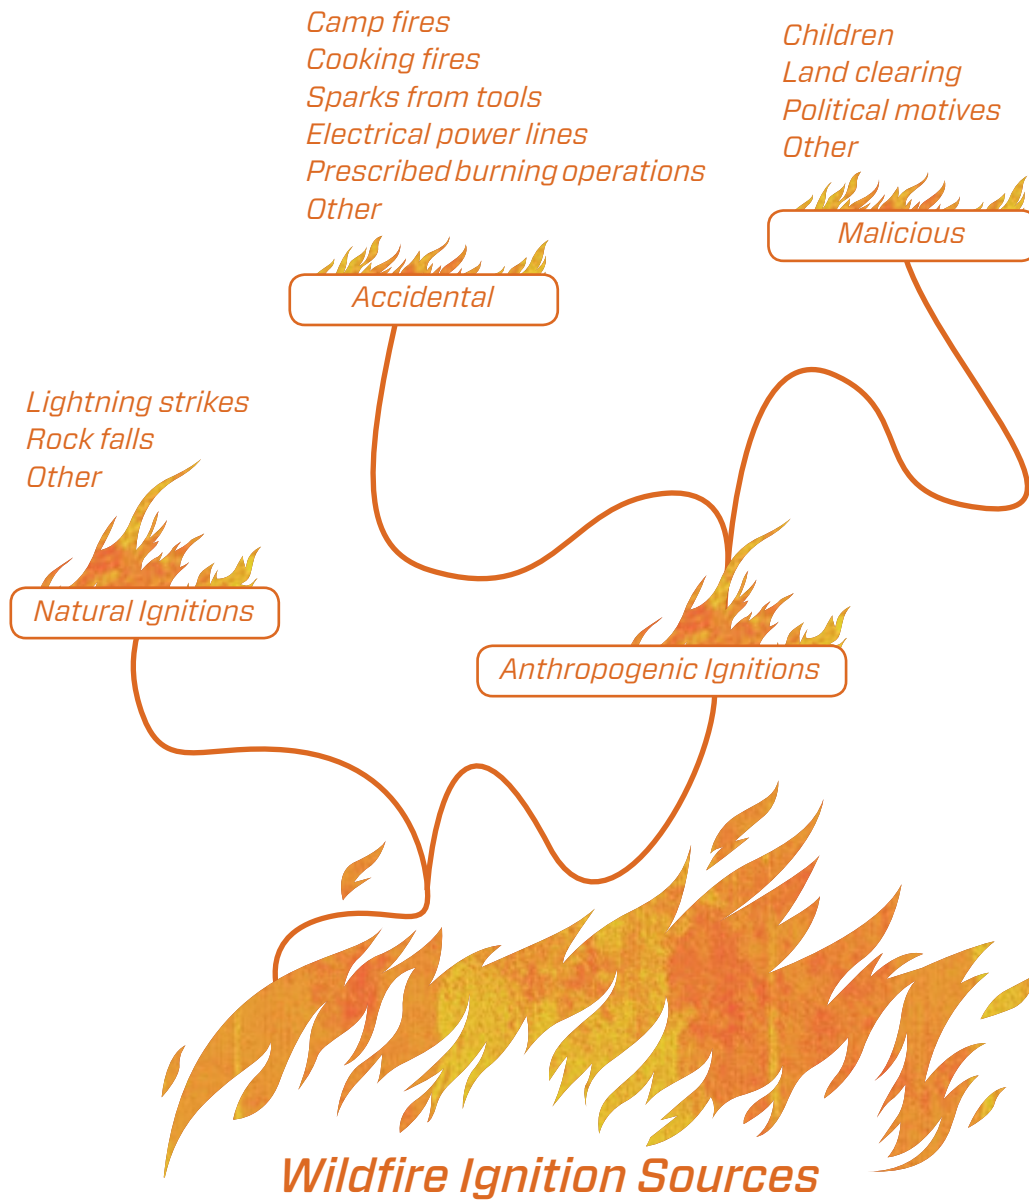 Camp fires
Cooking fires
Sparks from tools
Electrical power lines
Prescribed burning operations
Other
Accidental
Children
Land clearing
Political motives
Other
Malicious
Lightning strikes
Rock falls
Other
Natural Ignitions
Anthropogenic Ignitions
Wildfire Ignition Sources